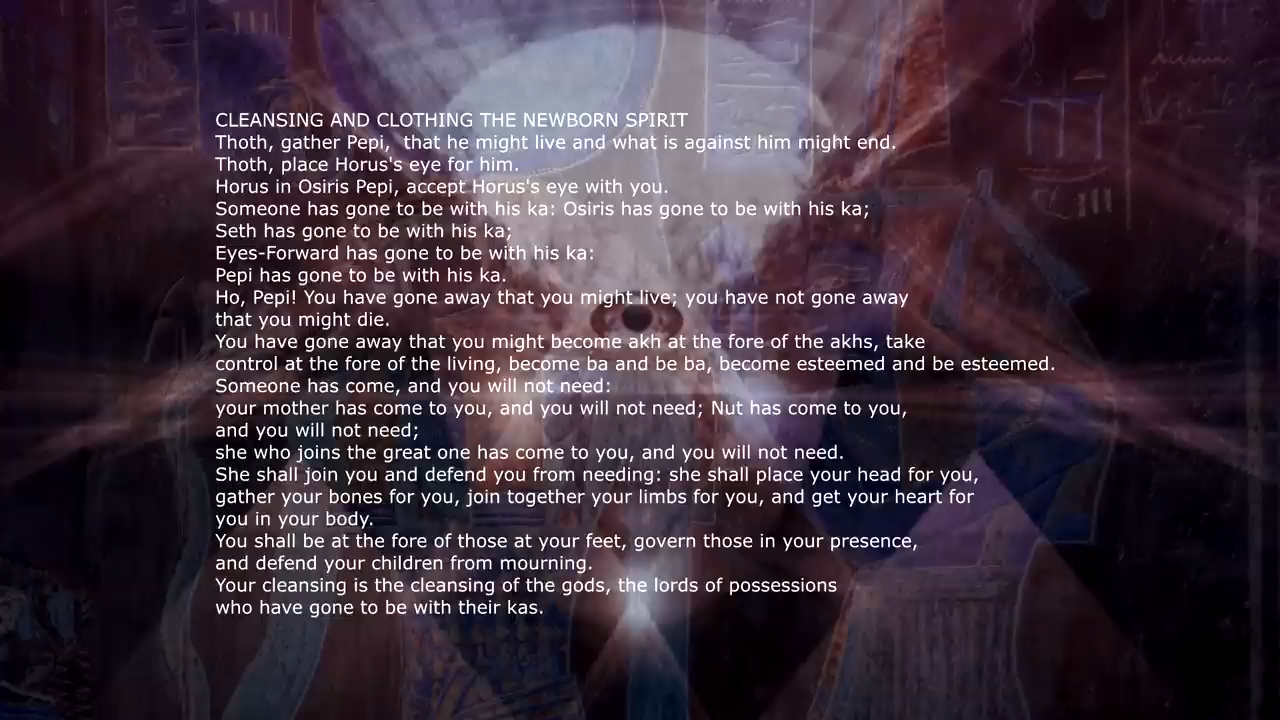 CLEANSING AND CLOTHING THE NEWBORN SPIRIT
Thoth, gather Pepi,  that he might live and what is against him might end.
Thoth, place Horus's eye for him.
Horus in Osiris Pepi, accept Horus's eye with you.
Someone has gone to be with his ka: Osiris has gone to be with his ka;
Seth has gone to be with his ka;
Eyes-Forward has gone to be with his ka:
Pepi has gone to be with his ka.
Ho, Pepi! You have gone away that you might live; you have not gone away
that you might die.
You have gone away that you might become akh at the fore of the akhs, take
control at the fore of the living, become ba and be ba, become esteemed and be esteemed.
Someone has come, and you will not need:
your mother has come to you, and you will not need; Nut has come to you,
and you will not need;
she who joins the great one has come to you, and you will not need.
She shall join you and defend you from needing: she shall place your head for you,
gather your bones for you, join together your limbs for you, and get your heart for
you in your body.
You shall be at the fore of those at your feet, govern those in your presence,
and defend your children from mourning.
Your cleansing is the cleansing of the gods, the lords of possessions
who have gone to be with their kas.